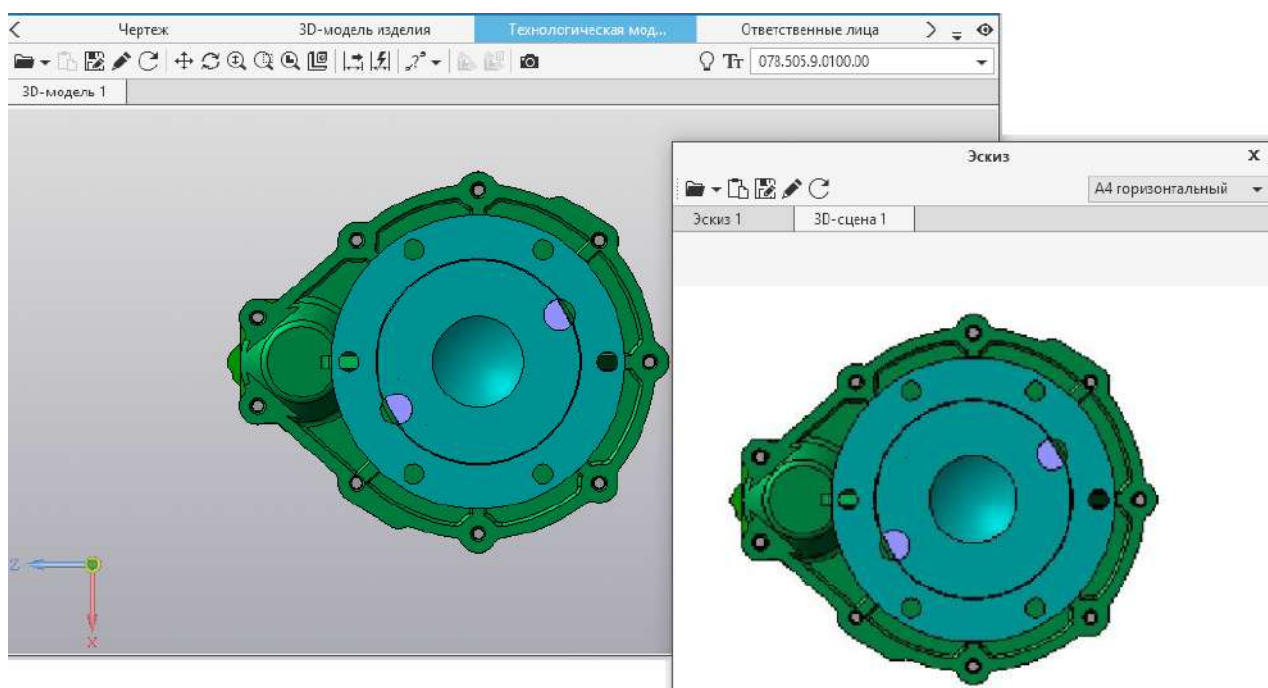 Чертеж 3D-модель изделия Технологическая мод... Ответственные лица
Тт 078.505.9.0100.00
3D-модель 1
Эскиз X
А4 горизонтальный
Эскиз 1 3D-сцена 1
Z
X